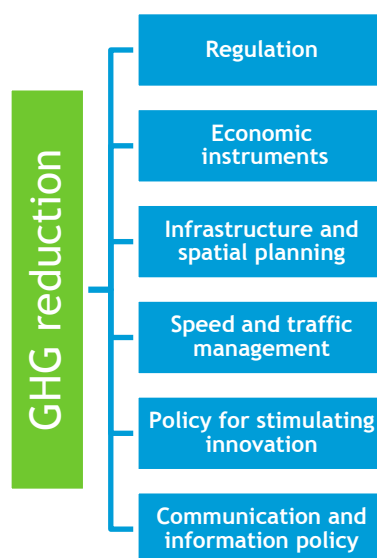 GHG reduction
Regulation
Economic
instruments
Infrastructure and
spatial planning
Speed and traffic
management
Policy for stimulating
innovation
Communication and
information policy